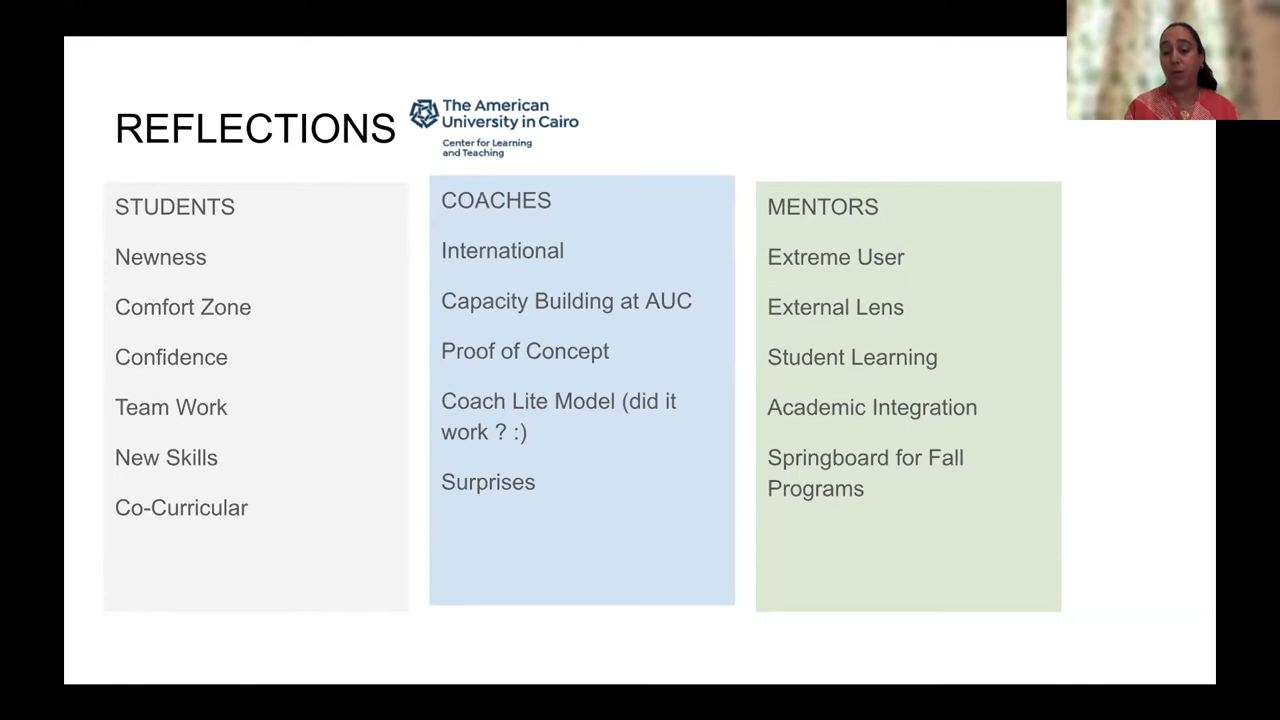 REFLECTIONS
The American
University in Cairo
Center for Learning
and Teaching
STUDENTS
Newness
Comfort Zone
Confidence
Team Work
New Skills
Co-Curricular
COACHES
International
Capacity Building at AUC
Proof of Concept
Coach Lite Model (did it
work ? :)
Surprises
MENTORS
Extreme User
External Lens
Student Learning
Academic Integration
Springboard for Fall
Programs